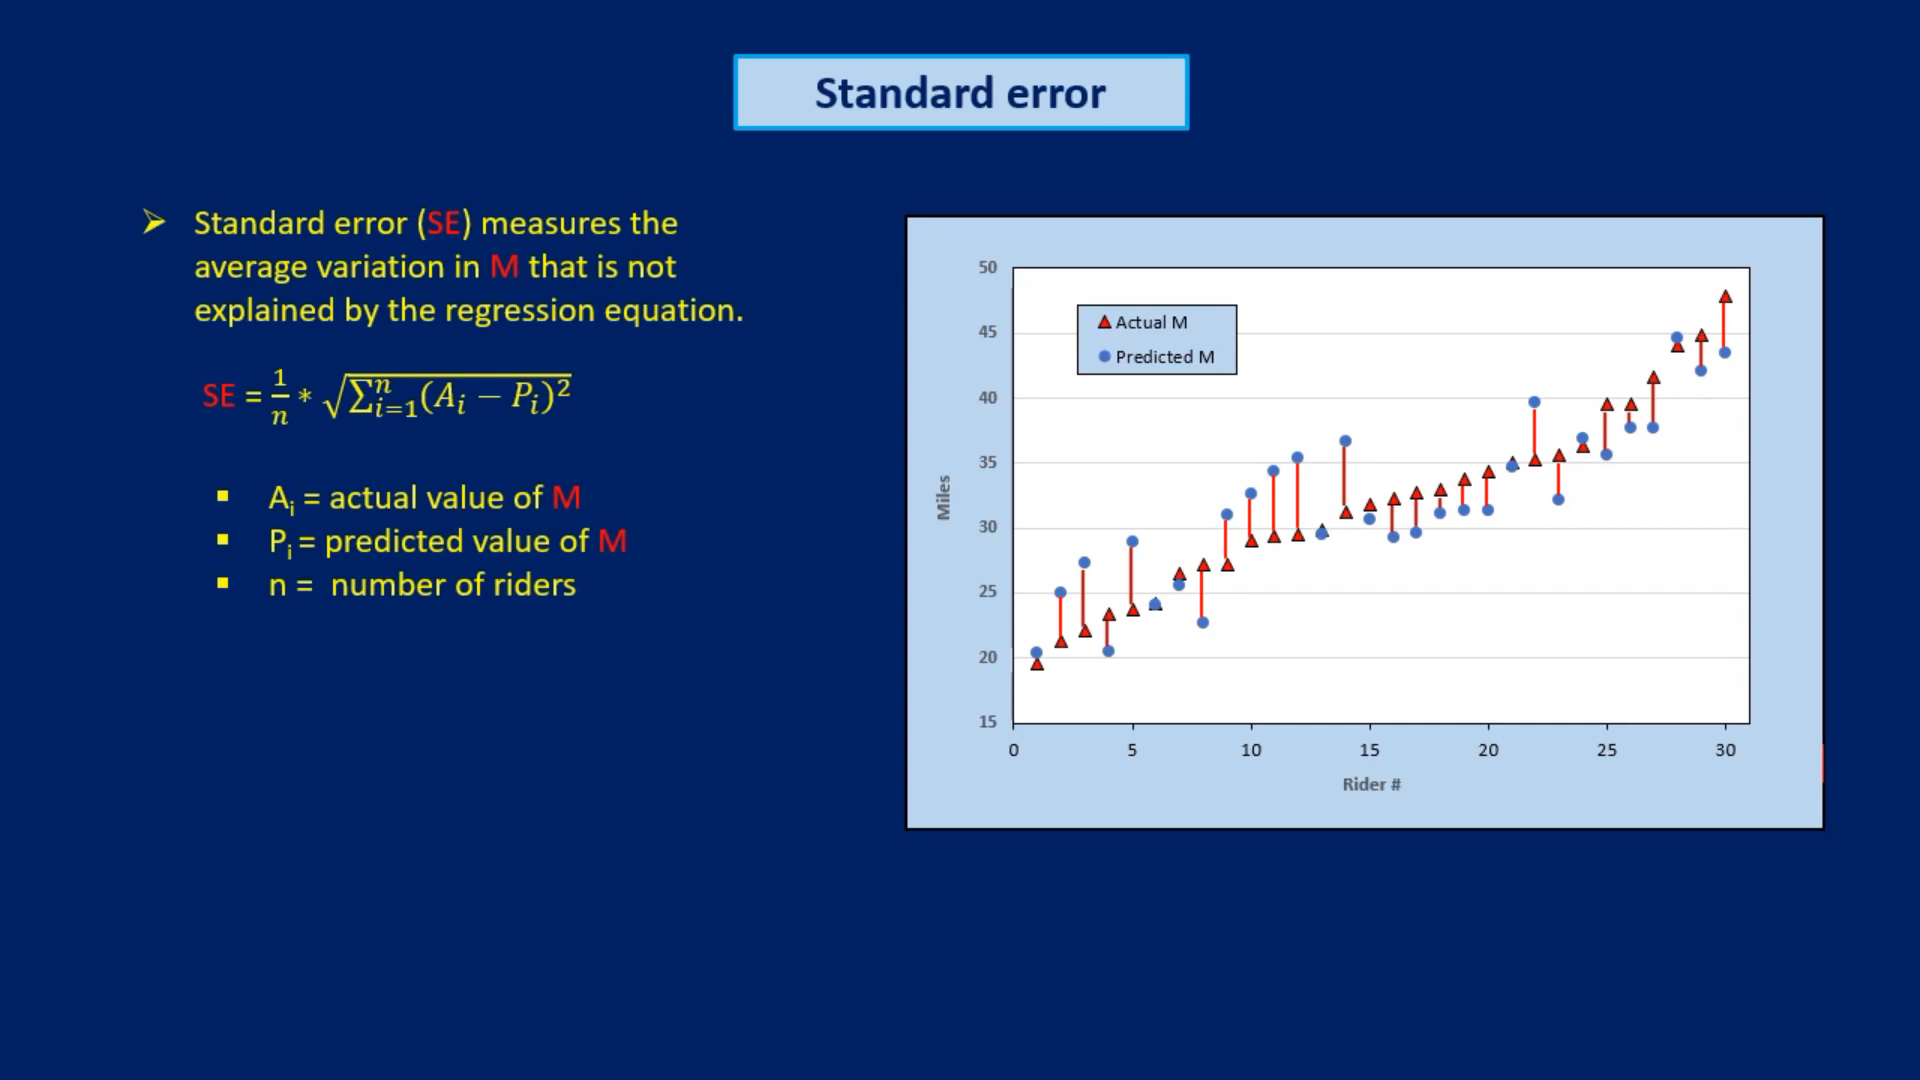 Standard error
➢ Standard error (SE) measures the
average variation in M that is not
explained by the regression equation.
SE = 1/n * √∑ⁿᵢ₌₁(Aᵢ − Pᵢ)²
▪ Aᵢ = actual value of M
▪ Pᵢ = predicted value of M
▪ n = number of riders
Actual M
Predicted M
50
45
40
35
30
25
20
15
Miles
0 5 10 15 20 25 30
Rider #